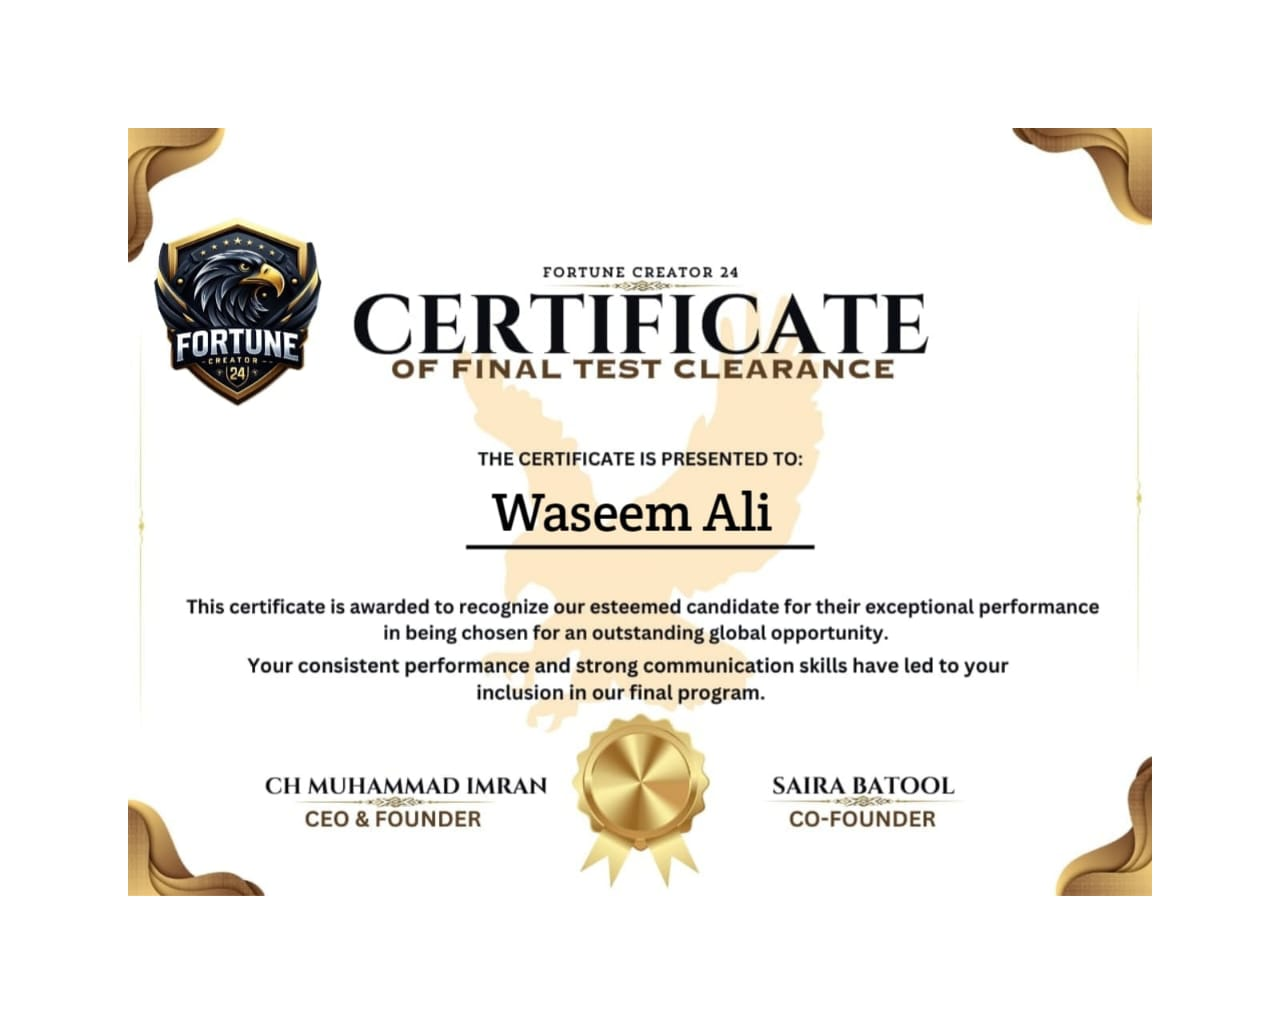 FORTUNE
CREATOR
24
FORTUNE CREATOR 24
CERTIFICATE
OF FINAL TEST CLEARANCE
THE CERTIFICATE IS PRESENTED TO:
Waseem Ali
This certificate is awarded to recognize our esteemed candidate for their exceptional performance
in being chosen for an outstanding global opportunity.
Your consistent performance and strong communication skills have led to your
inclusion in our final program.
CH MUHAMMAD IMRAN
CEO & FOUNDER
SAIRA BATOOL
CO-FOUNDER